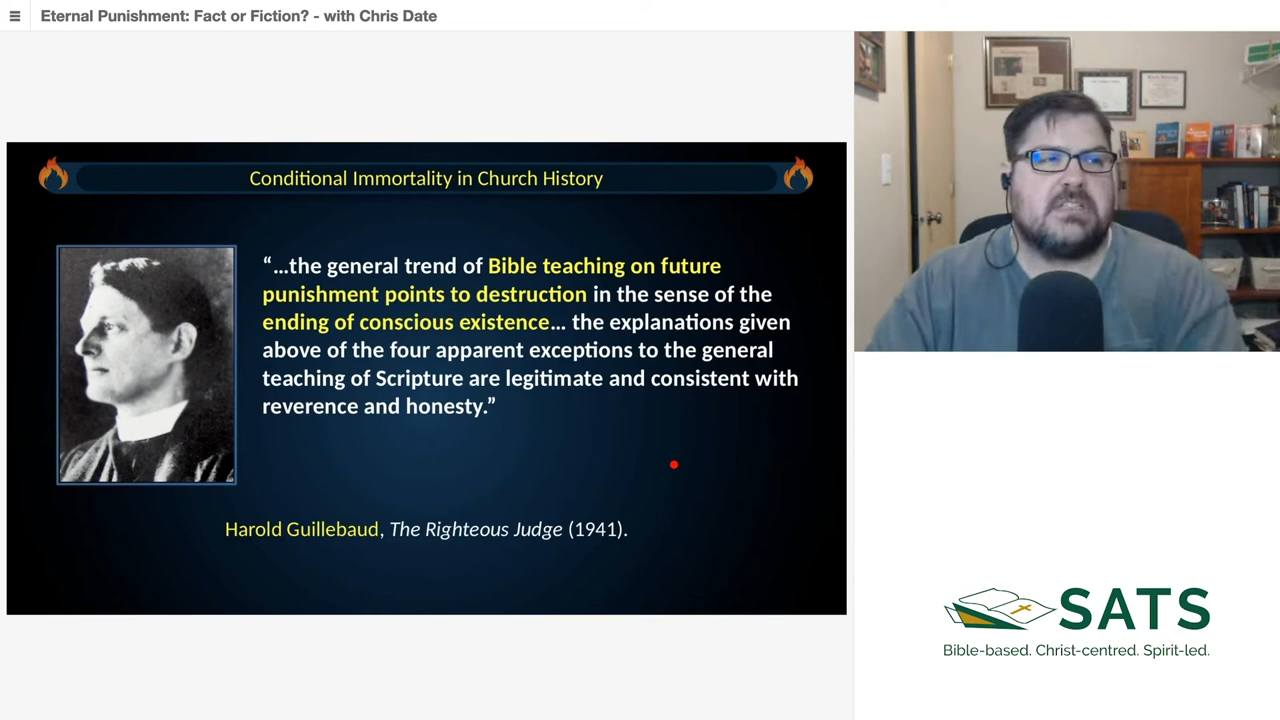 Eternal Punishment: Fact or Fiction? - with Chris Date
Conditional Immortality in Church History
“…the general trend of Bible teaching on future
punishment points to destruction in the sense of the
ending of conscious existence… the explanations given
above of the four apparent exceptions to the general
teaching of Scripture are legitimate and consistent with
reverence and honesty.”
Harold Guillebaud, The Righteous Judge (1941).
SATS
Bible-based. Christ-centred. Spirit-led.